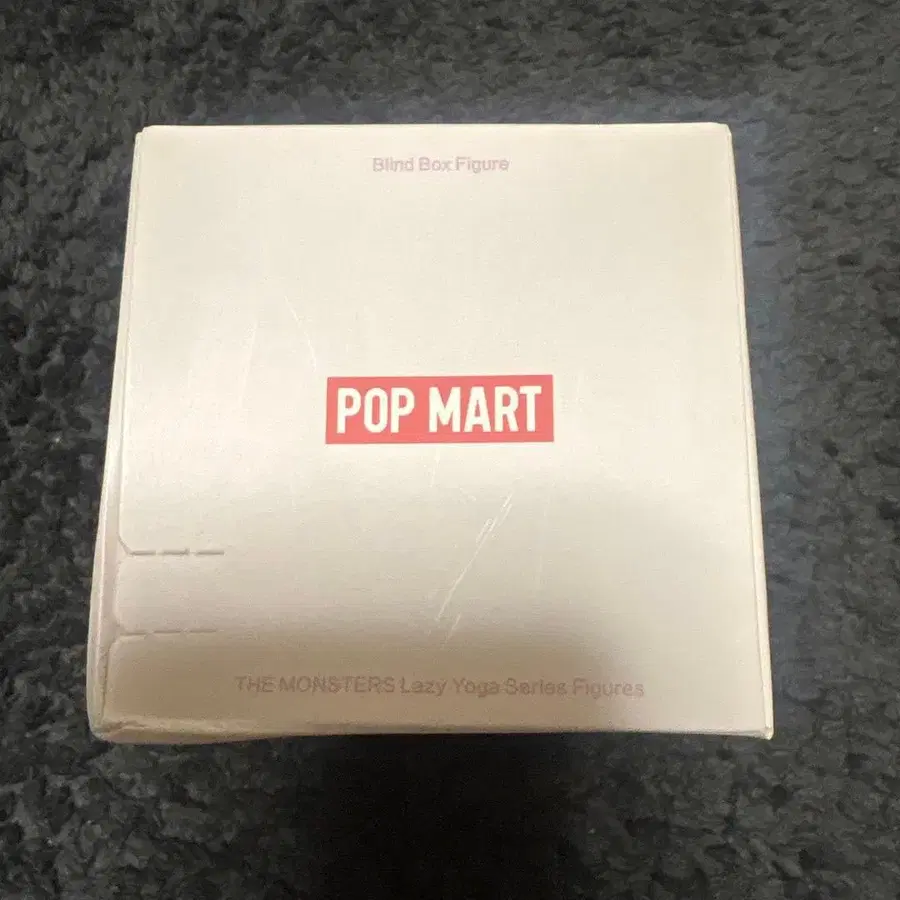 Blind Box Figure
POP MART
THE MONSTERS Lazy Yoga Series Figures